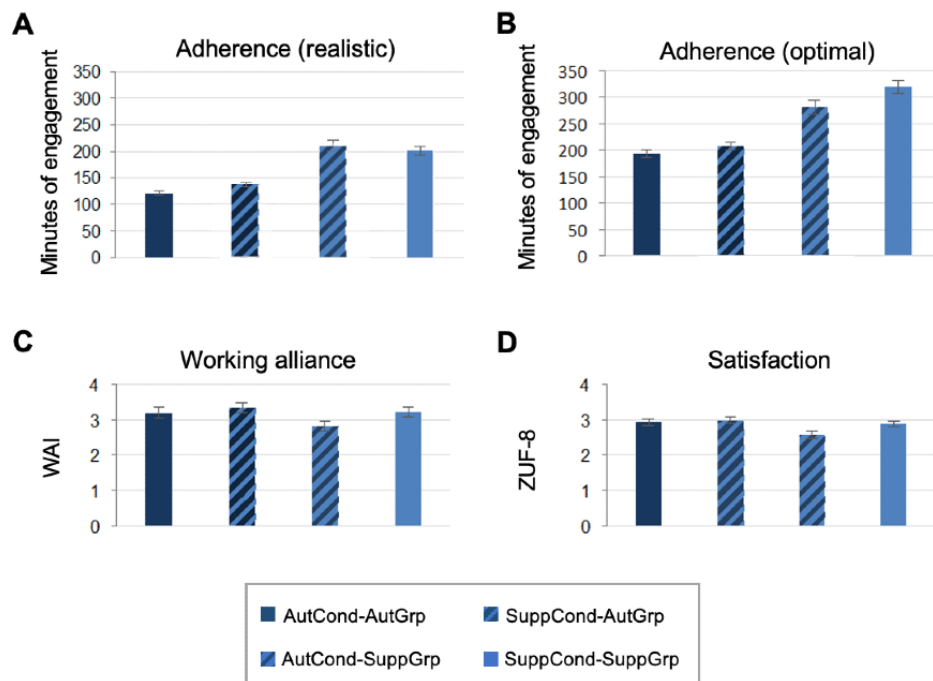 A
Adherence (realistic)
Minutes of engagement
350
300
250
200
150
100
50
0
B
Adherence (optimal)
Minutes of engagement
350
300
250
200
150
100
50
0
C
Working alliance
WAI
4
3
2
1
0
D
Satisfaction
ZUF-8
4
3
2
1
0
AutCond-AutGrp
SuppCond-AutGrp
AutCond-SuppGrp
SuppCond-SuppGrp